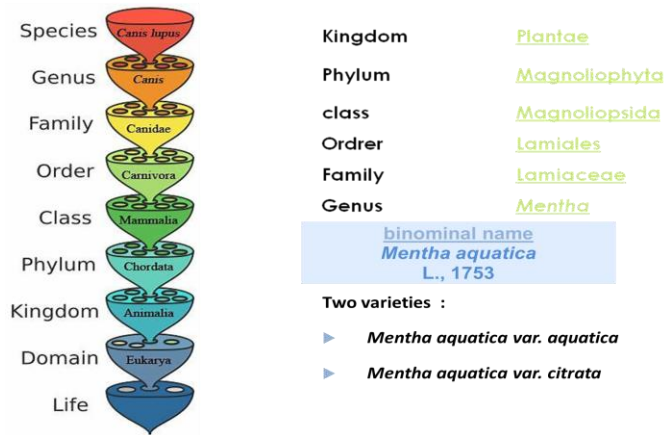 Species Canis lupus
Genus Canis
Family Canidae
Order Carnivora
Class Mammalia
Phylum Chordata
Kingdom Animalia
Domain Eukarya
Life
Kingdom Plantae
Phylum Magnoliophyta
class Magnoliopsida
Ordrer Lamiales
Family Lamiaceae
Genus Mentha
binominal name
Mentha aquatica
L., 1753
Two varieties :
► Mentha aquatica var. aquatica
► Mentha aquatica var. citrata